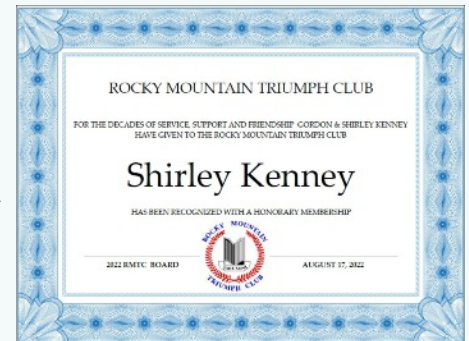 ROCKY MOUNTAIN TRIUMPH CLUB
FOR THE DECADES OF SERVICE, SUPPORT AND FRIENDSHIP GORDON & SHIRLEY KENNEY
HAVE GIVEN TO THE ROCKY MOUNTAIN TRIUMPH CLUB
Shirley Kenney
HAS BEEN RECOGNIZED WITH A HONORARY MEMBERSHIP
ROCKY MOUNTAIN
TRIUMPH CLUB
2022 RMTC BOARD
AUGUST 17, 2022